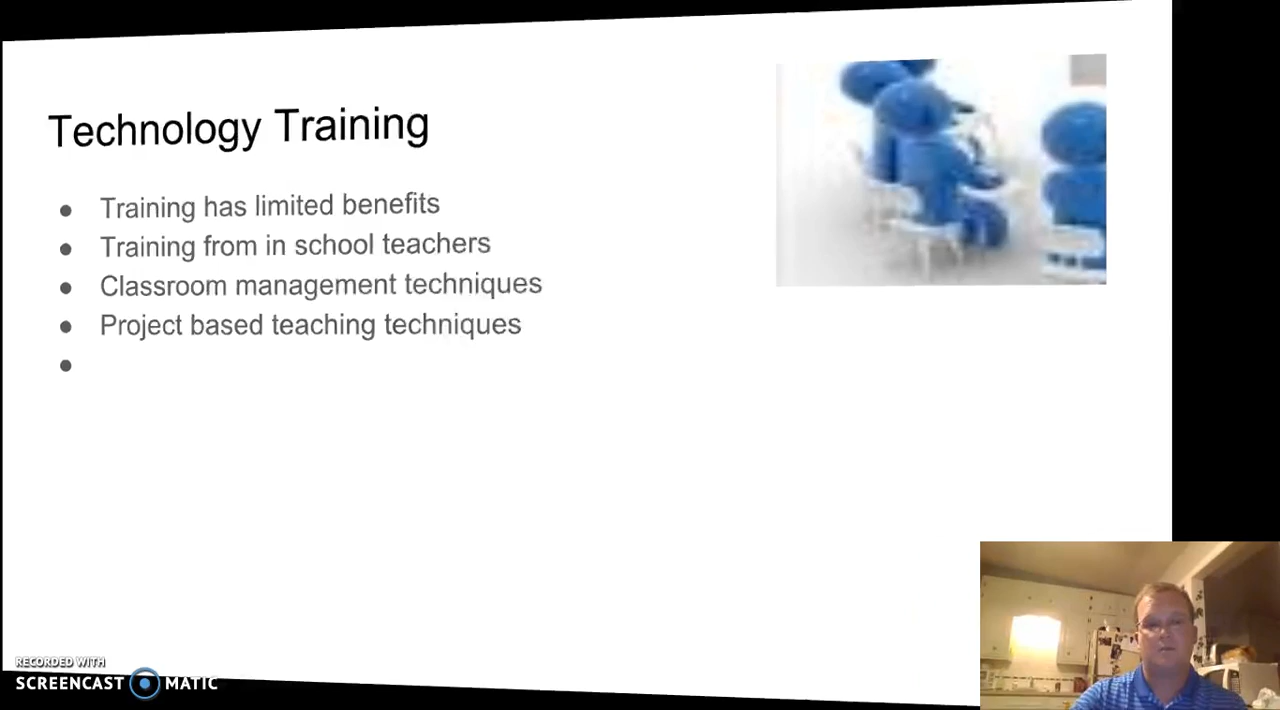 Technology Training
Training has limited benefits
Training from in school teachers
Classroom management techniques
Project based teaching techniques
RECORDED WITH
SCREENCAST MATIC